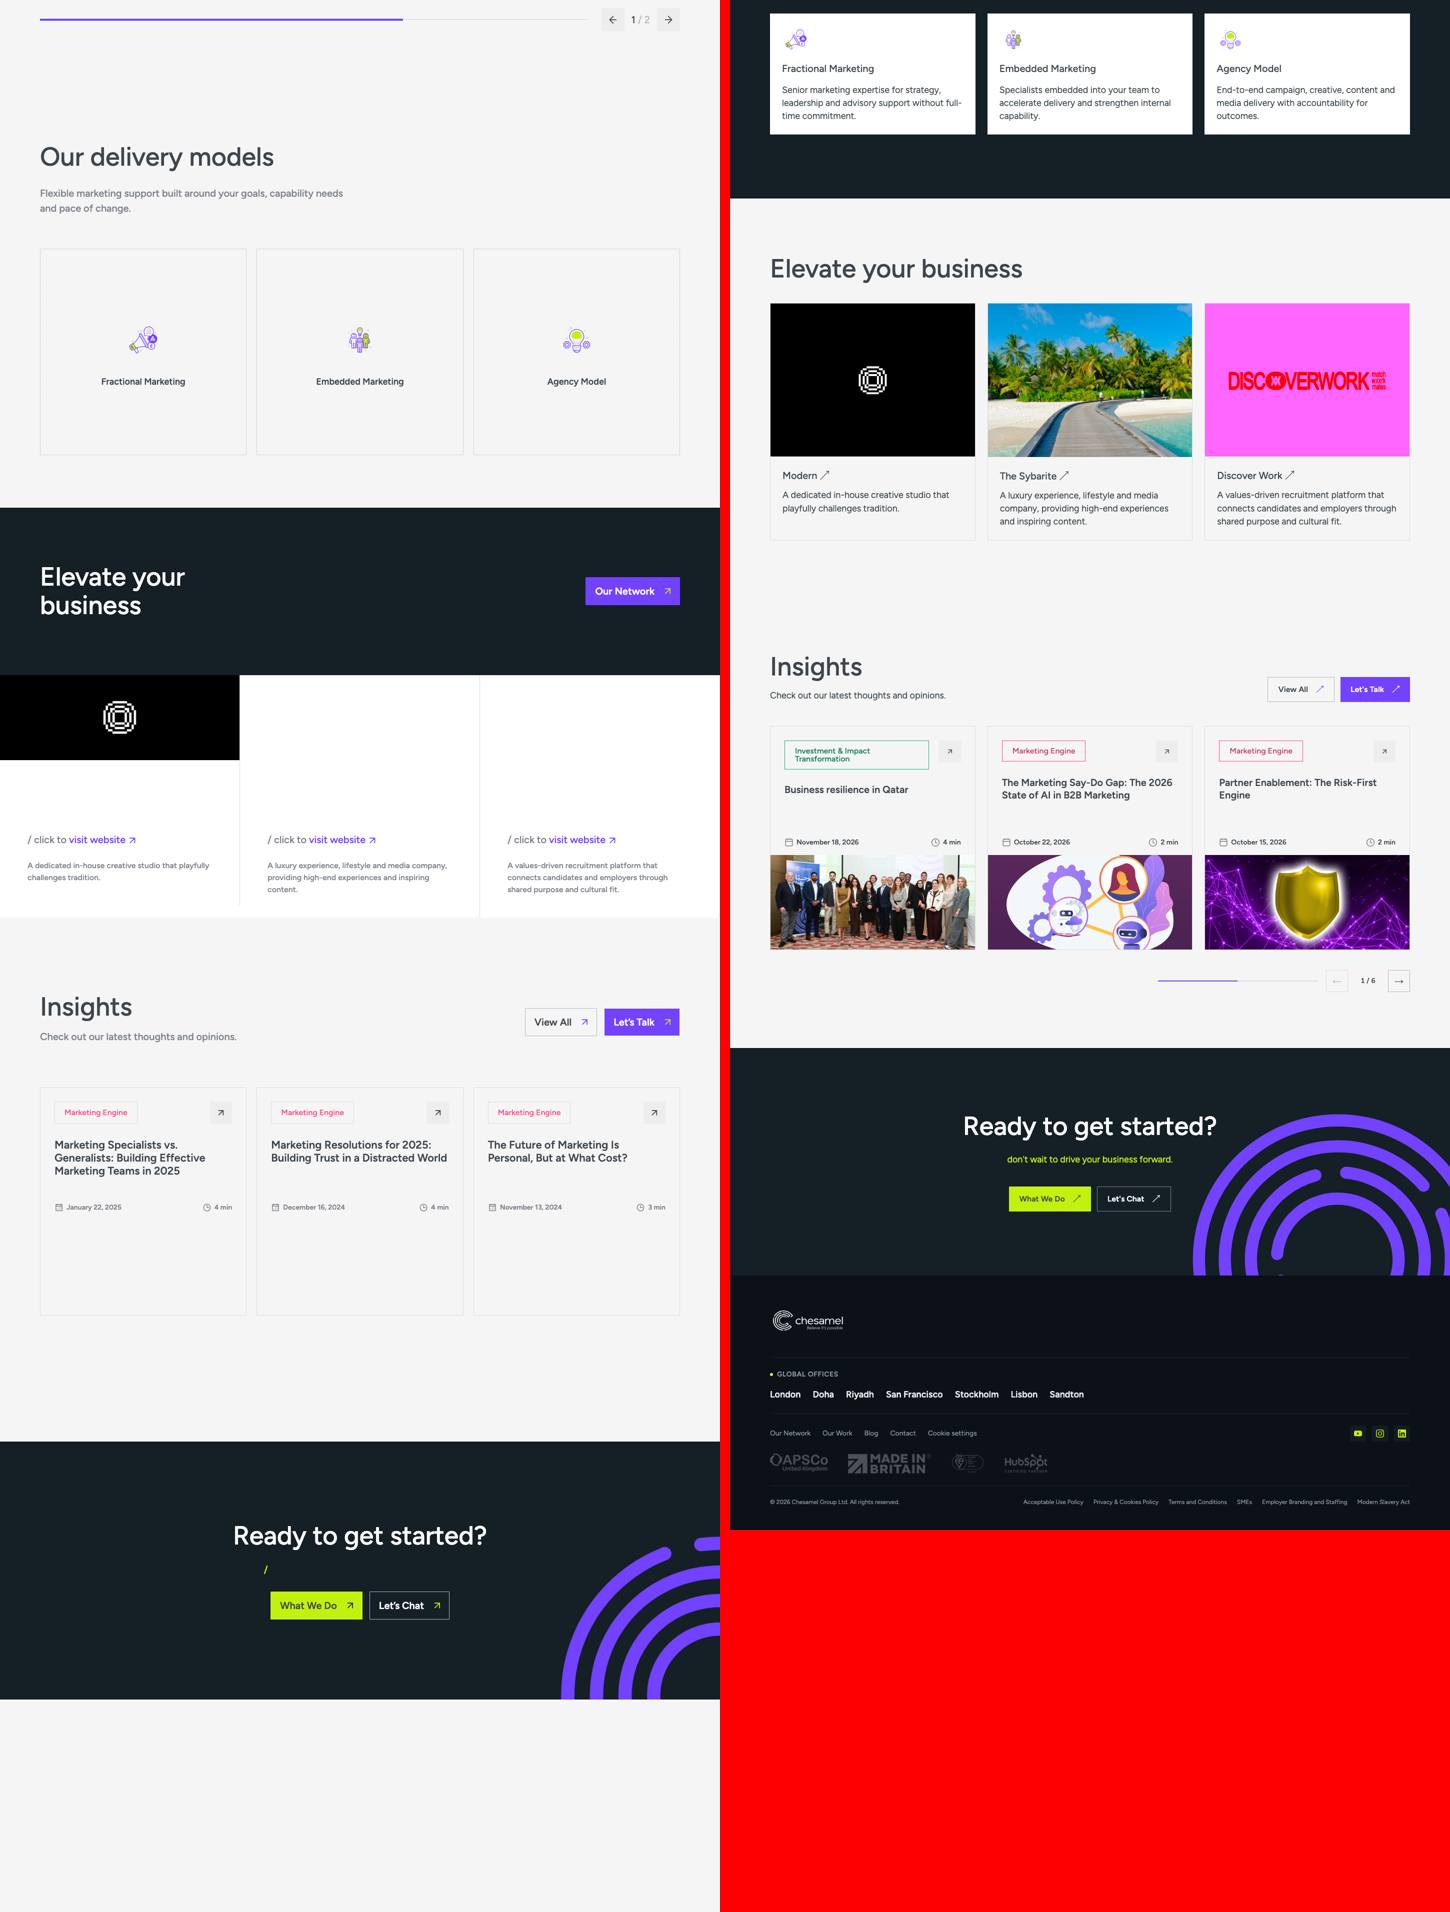 1 / 2
Our delivery models
Flexible marketing support built around your goals, capability needs
and pace of change.
Fractional Marketing
Embedded Marketing
Agency Model
Elevate your
business
Our Network
/ click to visit website
A dedicated in-house creative studio that playfully
challenges tradition.
/ click to visit website
A luxury experience, lifestyle and media company,
providing high-end experiences and inspiring
content.
/ click to visit website
A values-driven recruitment platform that
connects candidates and employers through
shared purpose and cultural fit.
Insights
Check out our latest thoughts and opinions.
View All
Let's Talk
Marketing Engine
Marketing Specialists vs.
Generalists: Building Effective
Marketing Teams in 2025
January 22, 2025
4 min
Marketing Engine
Marketing Resolutions for 2025:
Building Trust in a Distracted World
December 16, 2024
4 min
Marketing Engine
The Future of Marketing Is
Personal, But at What Cost?
November 13, 2024
3 min
Ready to get started?
/
What We Do
Let's Chat
Fractional Marketing
Senior marketing expertise for strategy,
leadership and advisory support without full-
time commitment.
Embedded Marketing
Specialists embedded into your team to
accelerate delivery and strengthen internal
capability.
Agency Model
End-to-end campaign, creative, content and
media delivery with accountability for
outcomes.
Elevate your business
DISCOVERWORK
match
work
mates
Modern
A dedicated in-house creative studio that
playfully challenges tradition.
The Sybarite
A luxury experience, lifestyle and media
company, providing high-end experiences
and inspiring content.
Discover Work
A values-driven recruitment platform that
connects candidates and employers through
shared purpose and cultural fit.
Insights
Check out our latest thoughts and opinions.
View All
Let's Talk
Investment & Impact
Transformation
Business resilience in Qatar
November 18, 2026
4 min
Marketing Engine
The Marketing Say-Do Gap: The 2026
State of AI in B2B Marketing
October 22, 2026
2 min
Marketing Engine
Partner Enablement: The Risk-First
Engine
October 15, 2026
2 min
1 / 6
Ready to get started?
don't wait to drive your business forward.
What We Do
Let's Chat
chesamel
Believe it's possible
GLOBAL OFFICES
London Doha Riyadh San Francisco Stockholm Lisbon Sandton
Our Network Our Work Blog Contact Cookie settings
APSCo
United Kingdom
MADE IN
BRITAIN
HubSpot
CERTIFIED PARTNER
© 2026 Chesamel Group Ltd. All rights reserved.
Acceptable Use Policy Privacy & Cookies Policy Terms and Conditions SMEs Employer Branding and Staffing Modern Slavery Act